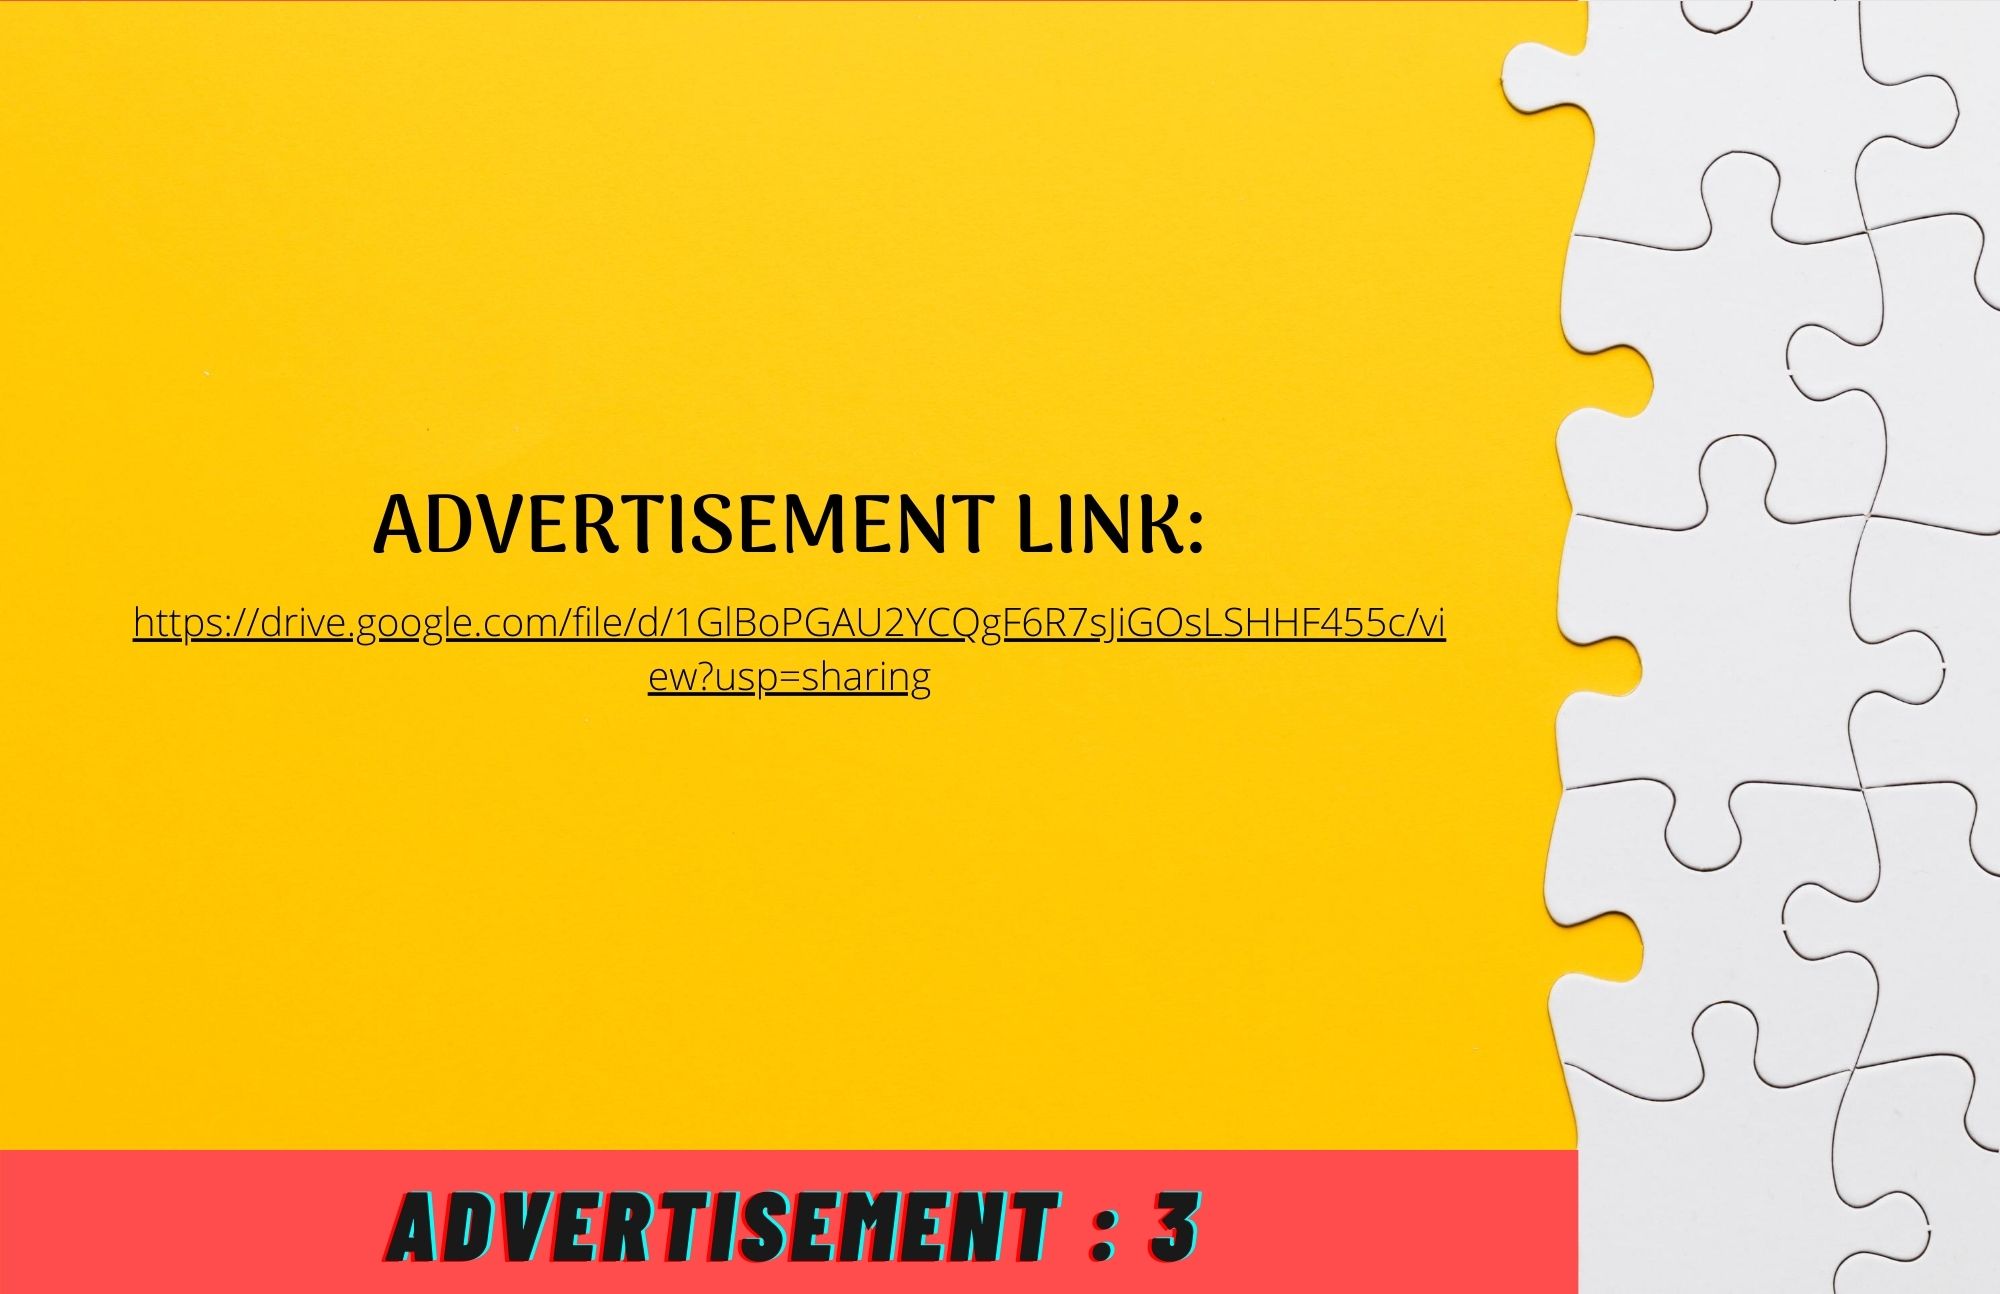 ADVERTISEMENT LINK:
https://drive.google.com/file/d/1GlBoPGAU2YCQgF6R7sJiGOsLSHHF455c/vi
ew?usp=sharing
ADVERTISEMENT : 3